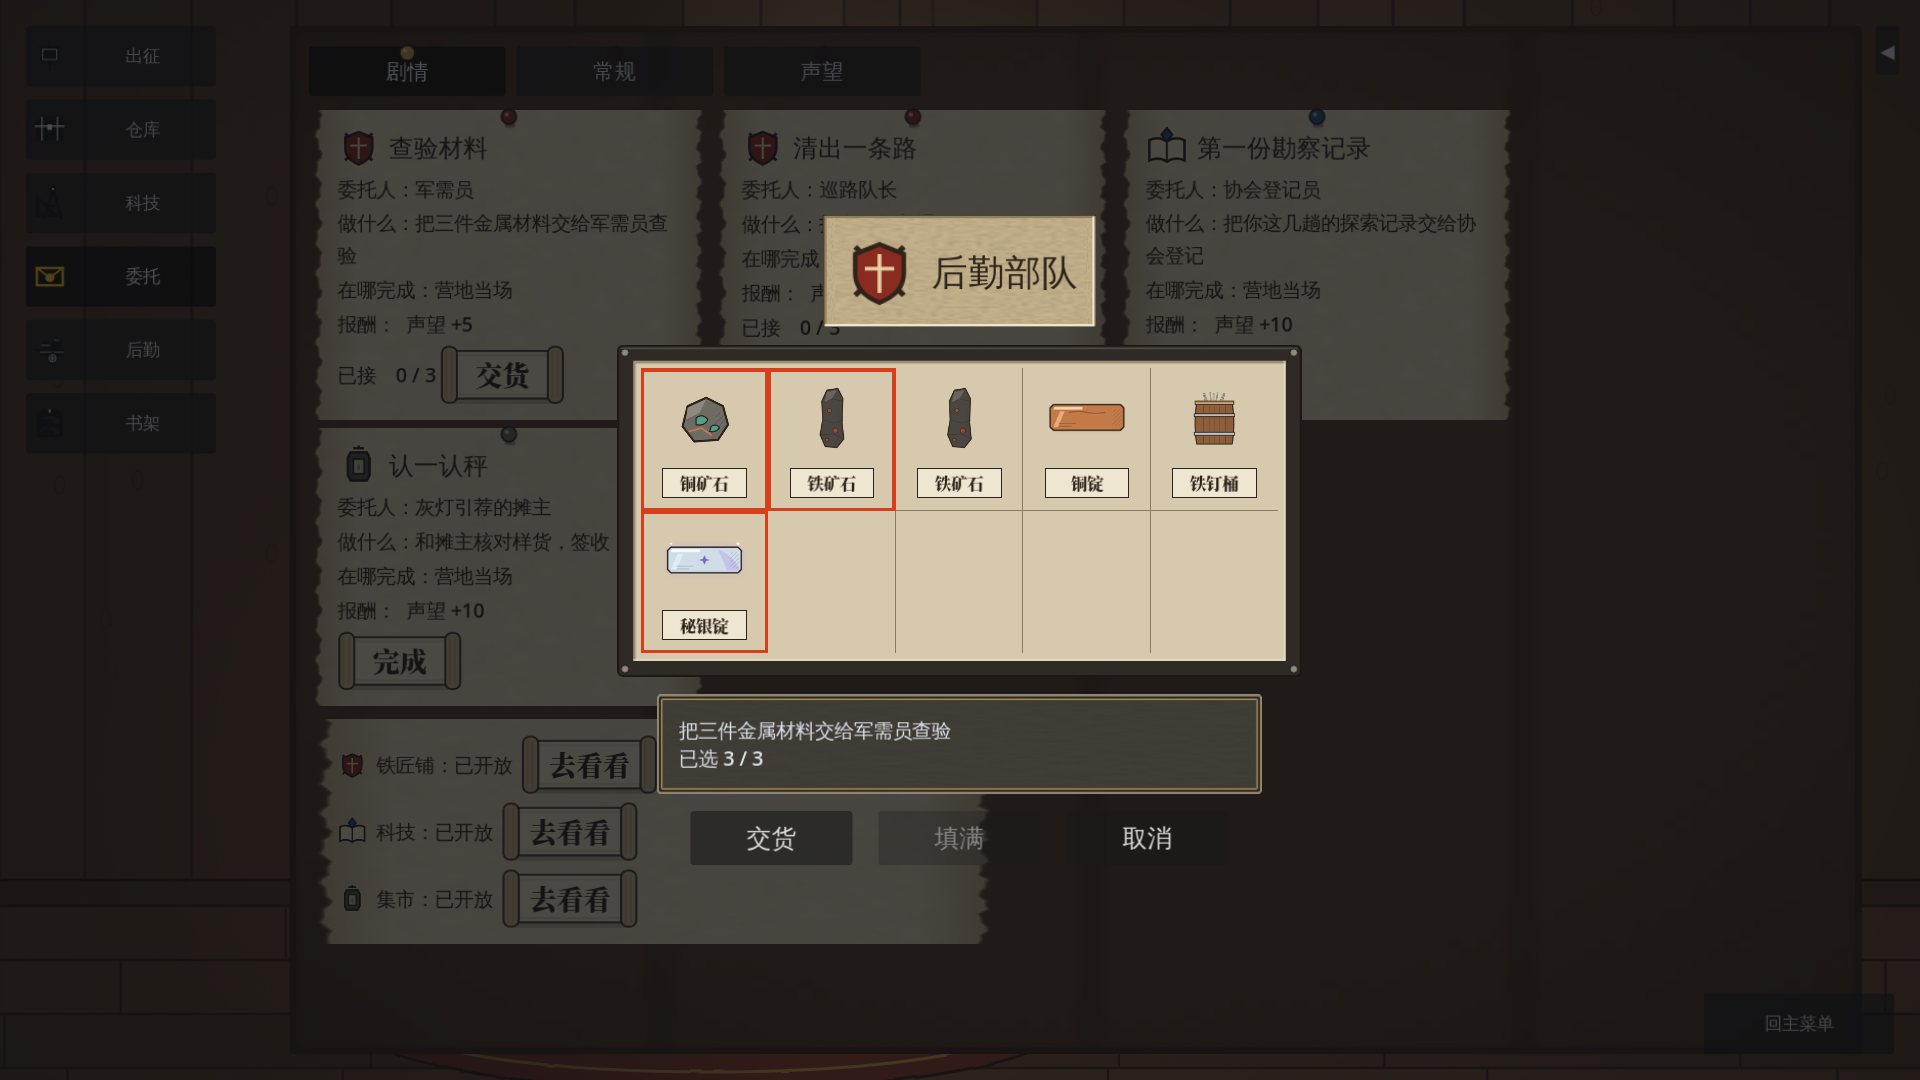 出征
仓库
科技
委托
后勤
书架
剧情
常规
声望
查验材料
委托人：军需员
做什么：把三件金属材料交给军需员查
验
在哪完成：营地当场
报酬： 声望 +5
已接 0 / 3
交货
清出一条路
委托人：巡路队长
做什么：
在哪完成
报酬：
已接 0 / 3
第一份勘察记录
委托人：协会登记员
做什么：把你这几趟的探索记录交给协
会登记
在哪完成：营地当场
报酬： 声望 +10
认一认秤
委托人：灰灯引荐的摊主
做什么：和摊主核对样货，签收
在哪完成：营地当场
报酬： 声望 +10
完成
铁匠铺：已开放
去看看
科技：已开放
去看看
集市：已开放
去看看
后勤部队
铜矿石
铁矿石
铁矿石
铜锭
铁钉桶
秘银锭
把三件金属材料交给军需员查验
已选 3 / 3
交货
填满
取消
回主菜单